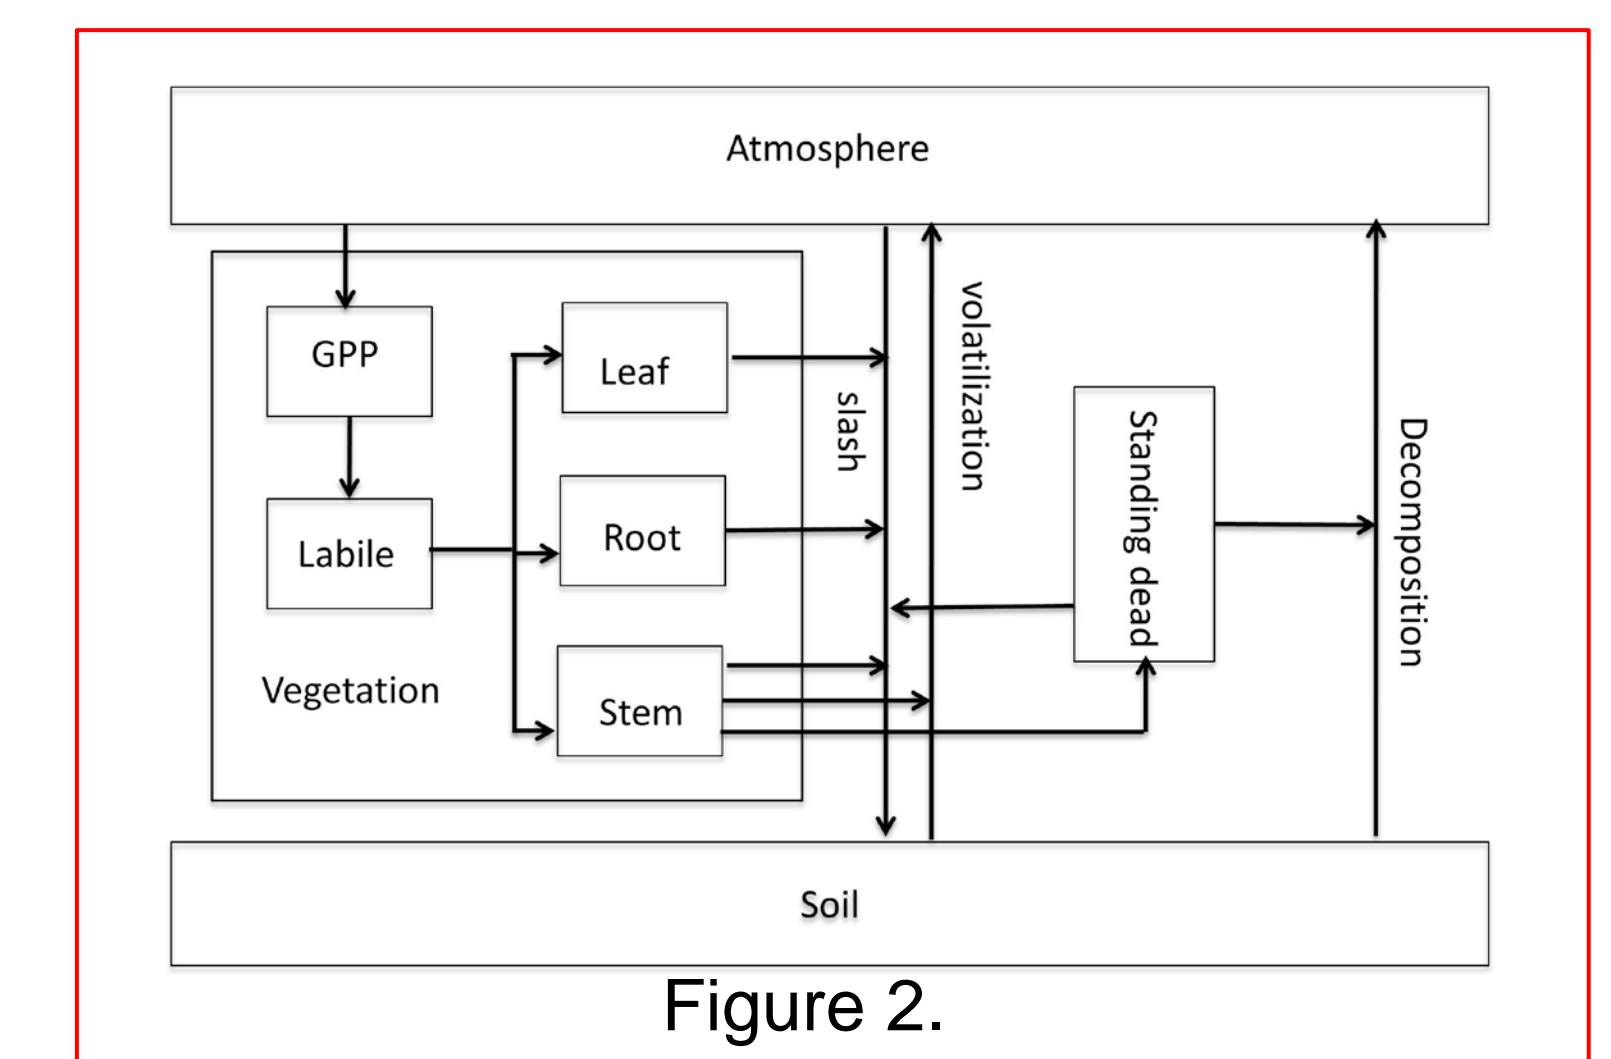 Atmosphere
GPP
Leaf
slash
volatilization
Standing dead
Decomposition
Labile
Root
Vegetation
Stem
Soil
Figure 2.